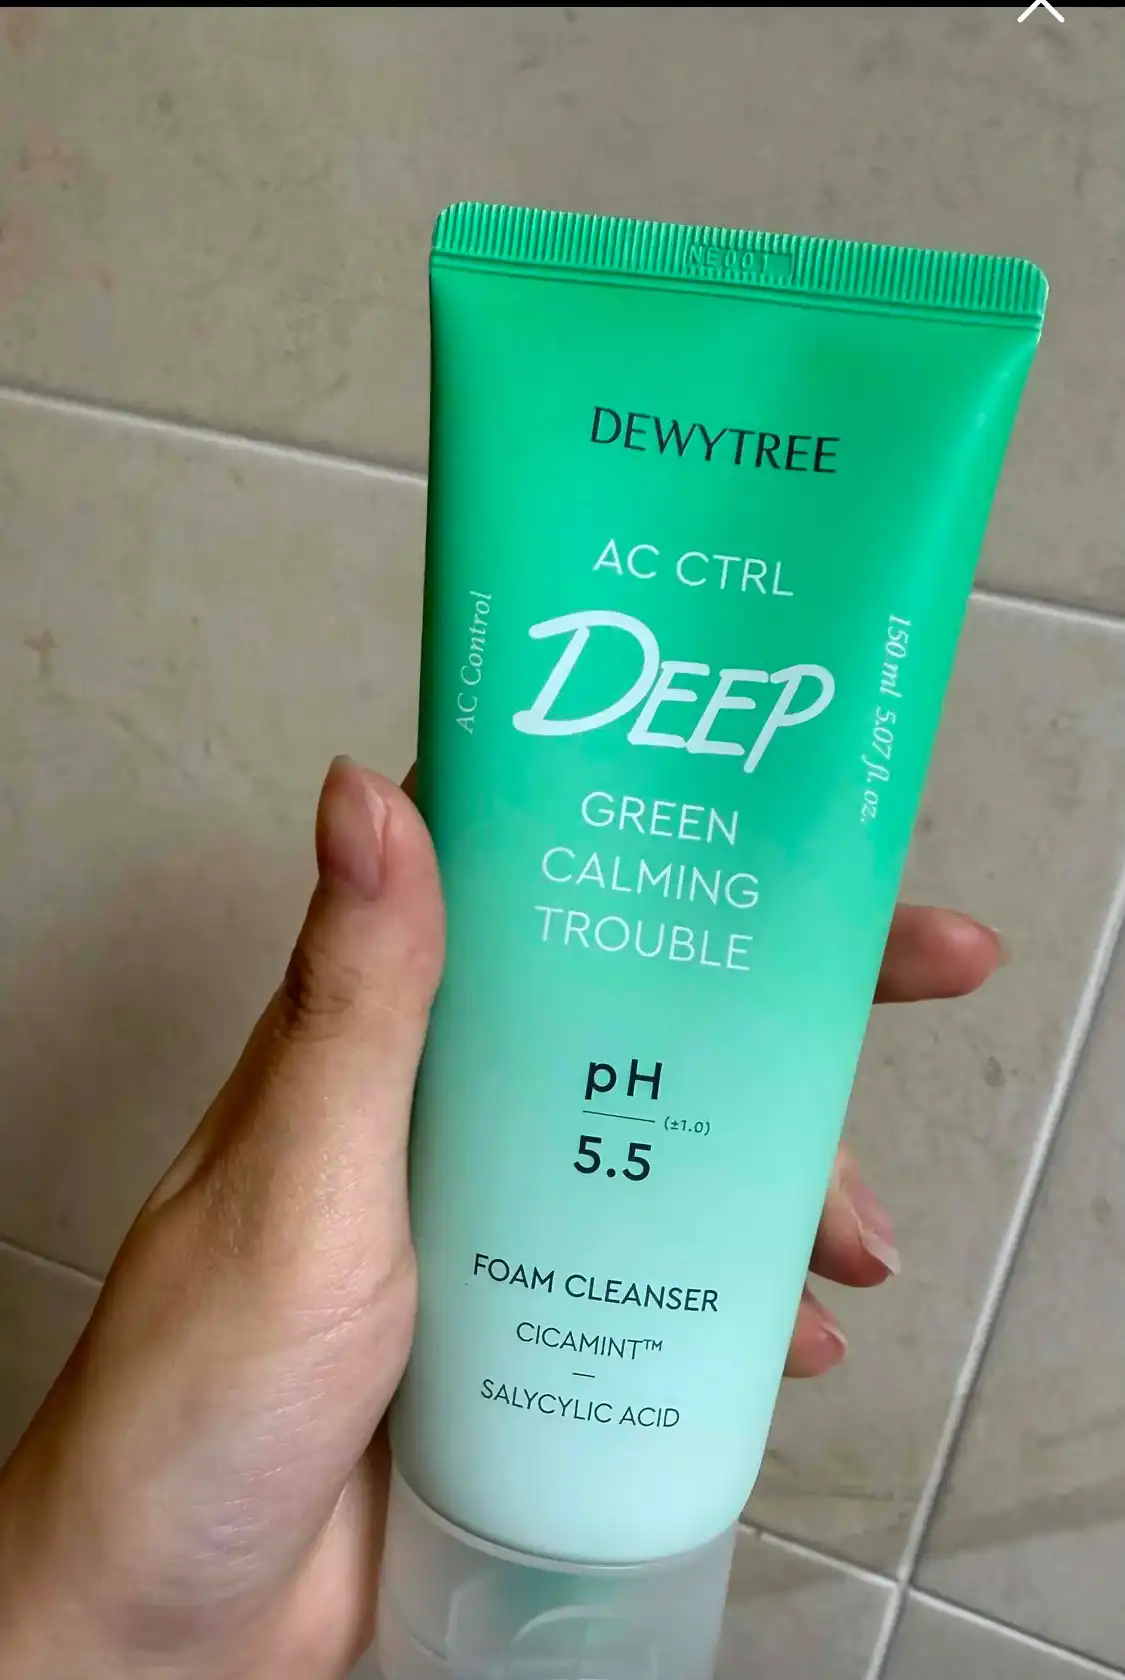 NE001
DEWYTREE
AC CTRL
DEEP
AC Control
150 ml 5.07 fl. oz.
GREEN
CALMING
TROUBLE
pH
(±1.0)
5.5
FOAM CLEANSER
CICAMINT™
SALYCYLIC ACID